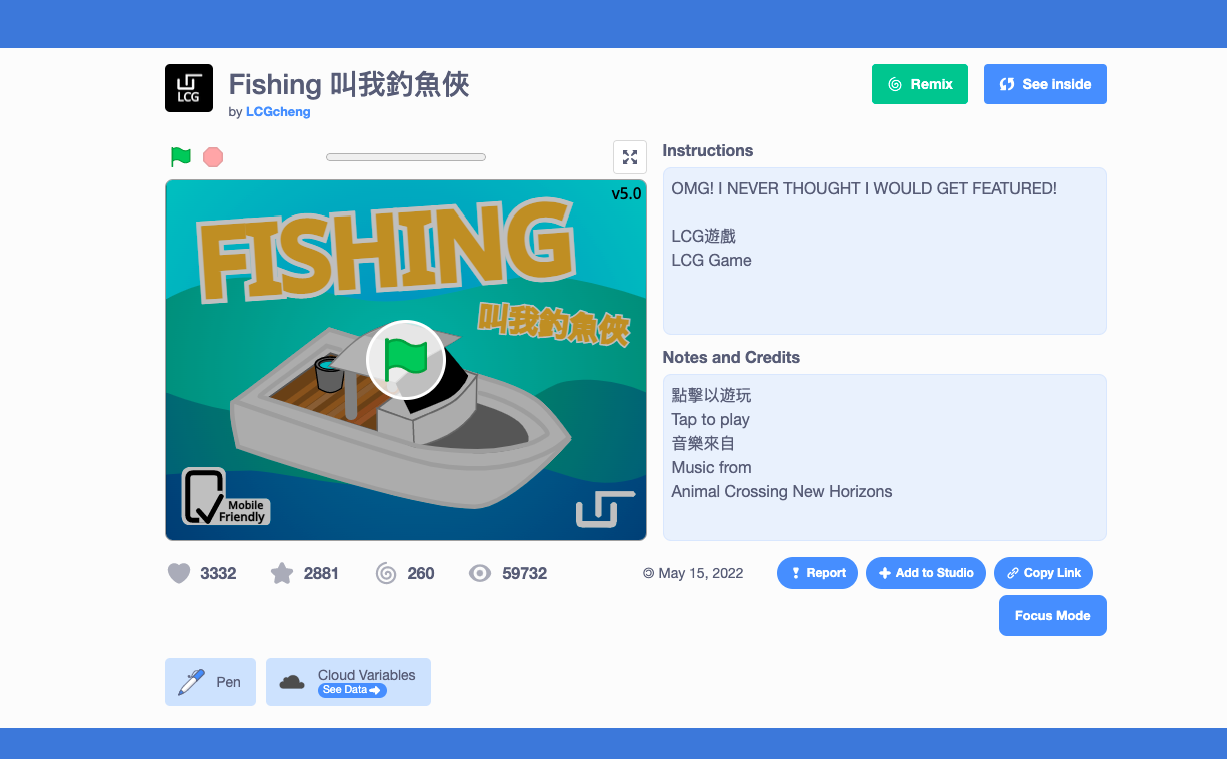 LCG
Fishing 叫我釣魚俠
by LCGcheng
Remix
See inside
v5.0
FISHING
叫我釣魚俠
Mobile
Friendly
Instructions
OMG! I NEVER THOUGHT I WOULD GET FEATURED!
LCG遊戲
LCG Game
Notes and Credits
點擊以遊玩
Tap to play
音樂來自
Music from
Animal Crossing New Horizons
3332
2881
260
59732
© May 15, 2022
Report
Add to Studio
Copy Link
Focus Mode
Pen
Cloud Variables
See Data